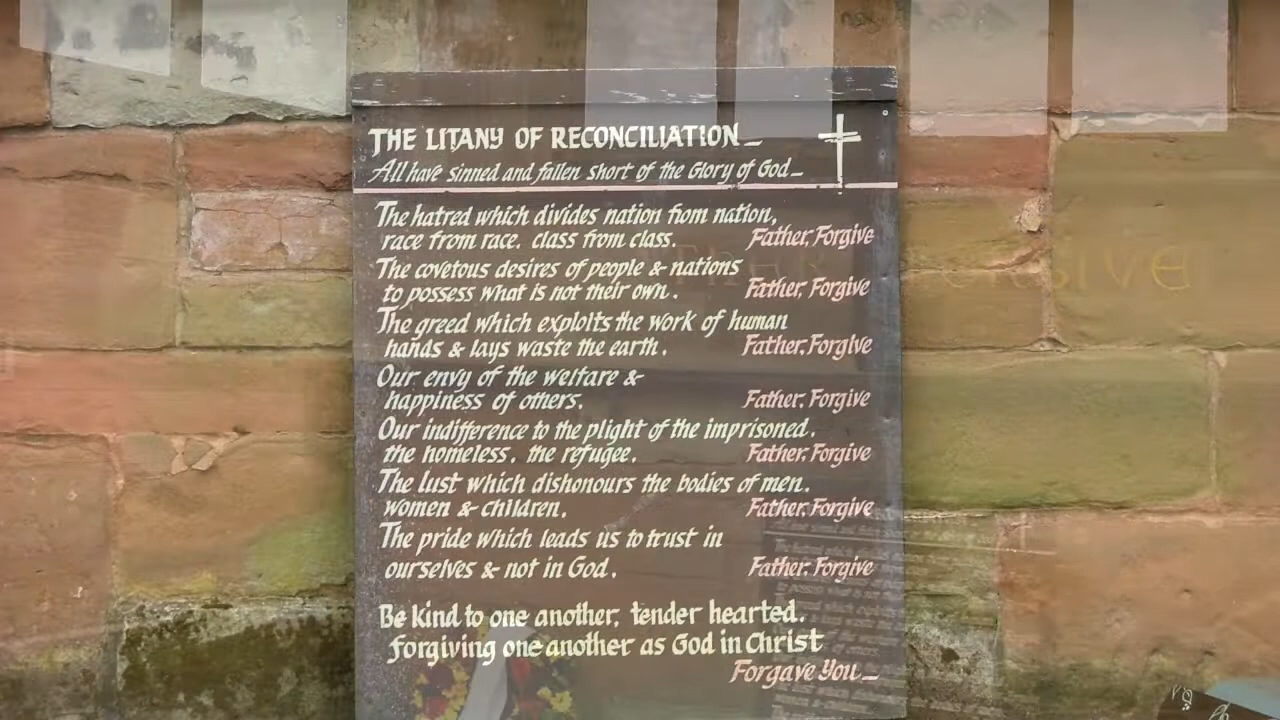 THE LITANY OF RECONCILIATION_
All have sinned and fallen short of the Glory of God_
The hatred which divides nation from nation,
race from race. class from class. Father, Forgive
The covetous desires of people & nations
to possess what is not their own. Father, Forgive
The greed which exploits the work of human
hands & lays waste the earth. Father, Forgive
Our envy of the welfare &
happiness of others. Father, Forgive
Our indifference to the plight of the imprisoned.
the homeless. the refugee. Father, Forgive
The lust which dishonours the bodies of men.
women & children. Father, Forgive
The pride which leads us to trust in
ourselves & not in God. Father. Forgive
Be kind to one another; tender hearted.
forgiving one another as God in Christ
Forgave You_